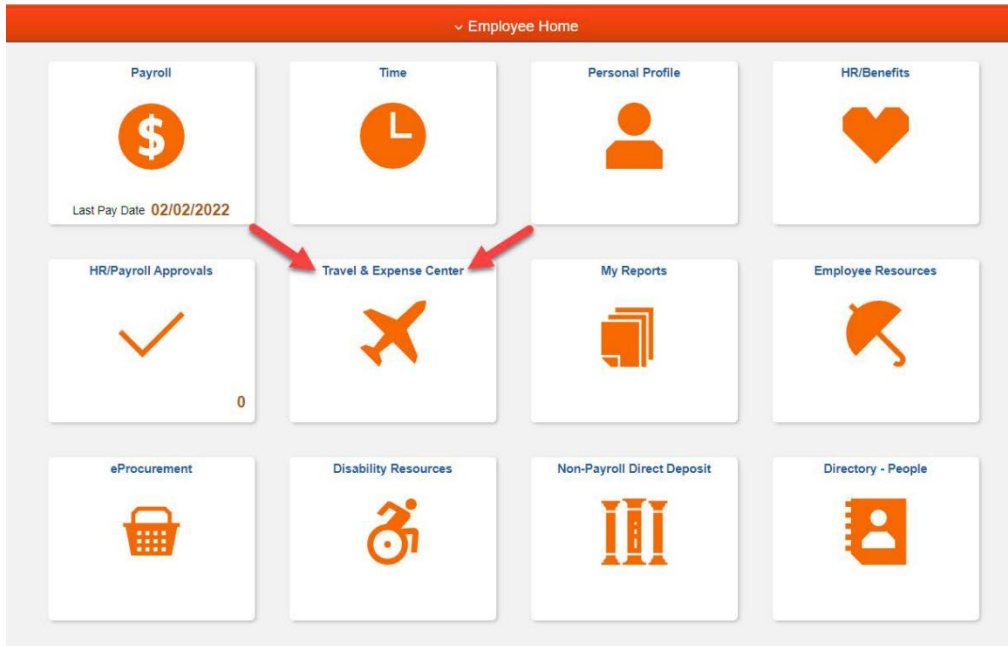 Employee Home
Payroll
Time
Personal Profile
HR/Benefits
$
Last Pay Date 02/02/2022
HR/Payroll Approvals
Travel & Expense Center
My Reports
Employee Resources
0
eProcurement
Disability Resources
Non-Payroll Direct Deposit
Directory - People